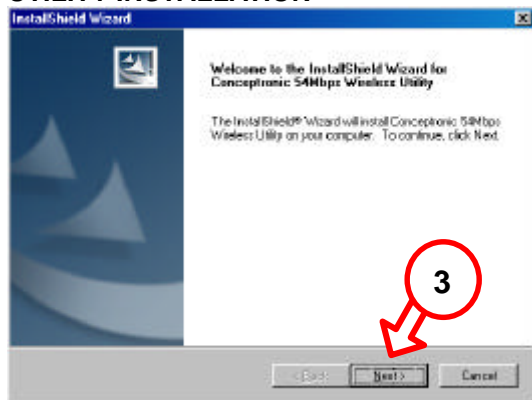 InstallShield Wizard
Welcome to the InstallShield Wizard for
Conceptronic 54Mbps Wireless Utility
The InstallShield® Wizard will install Conceptronic 54Mbps
Wireless Utility on your computer. To continue, click Next.
3
< Back
Next >
Cancel